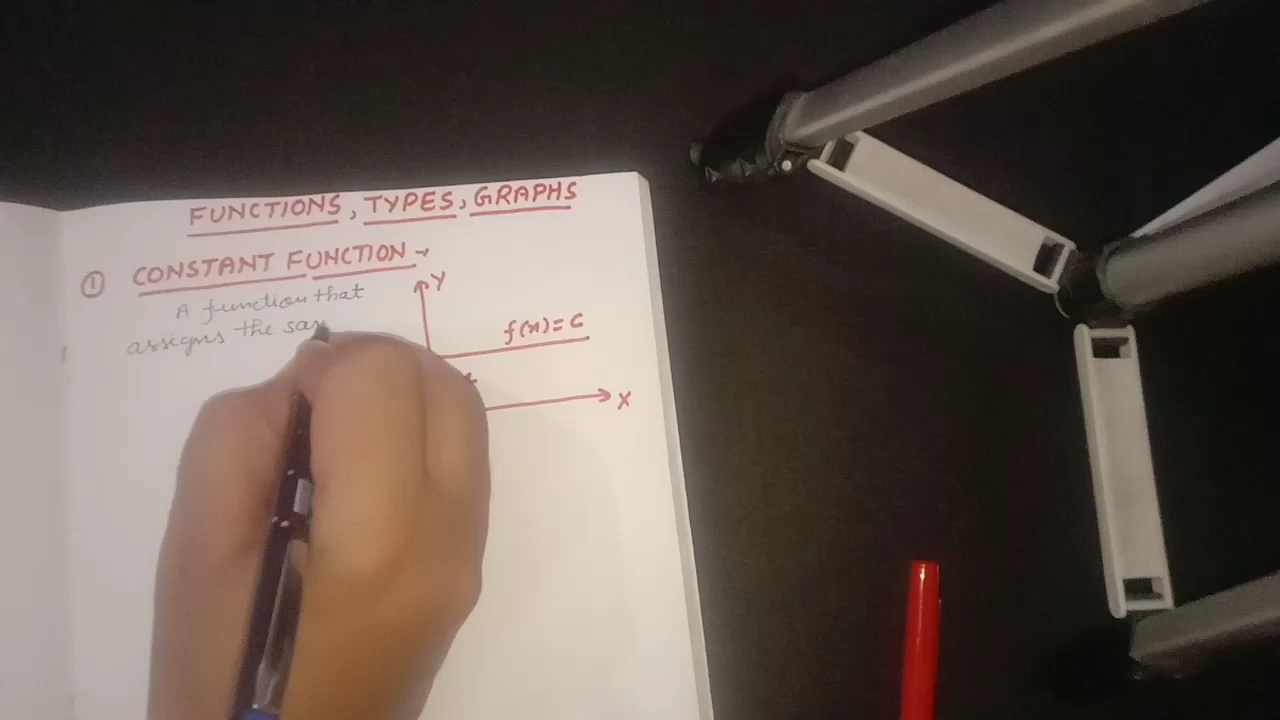 FUNCTIONS, TYPES, GRAPHS
① CONSTANT FUNCTION →
A function that
assigns the sa
Y
f(x) = C
X